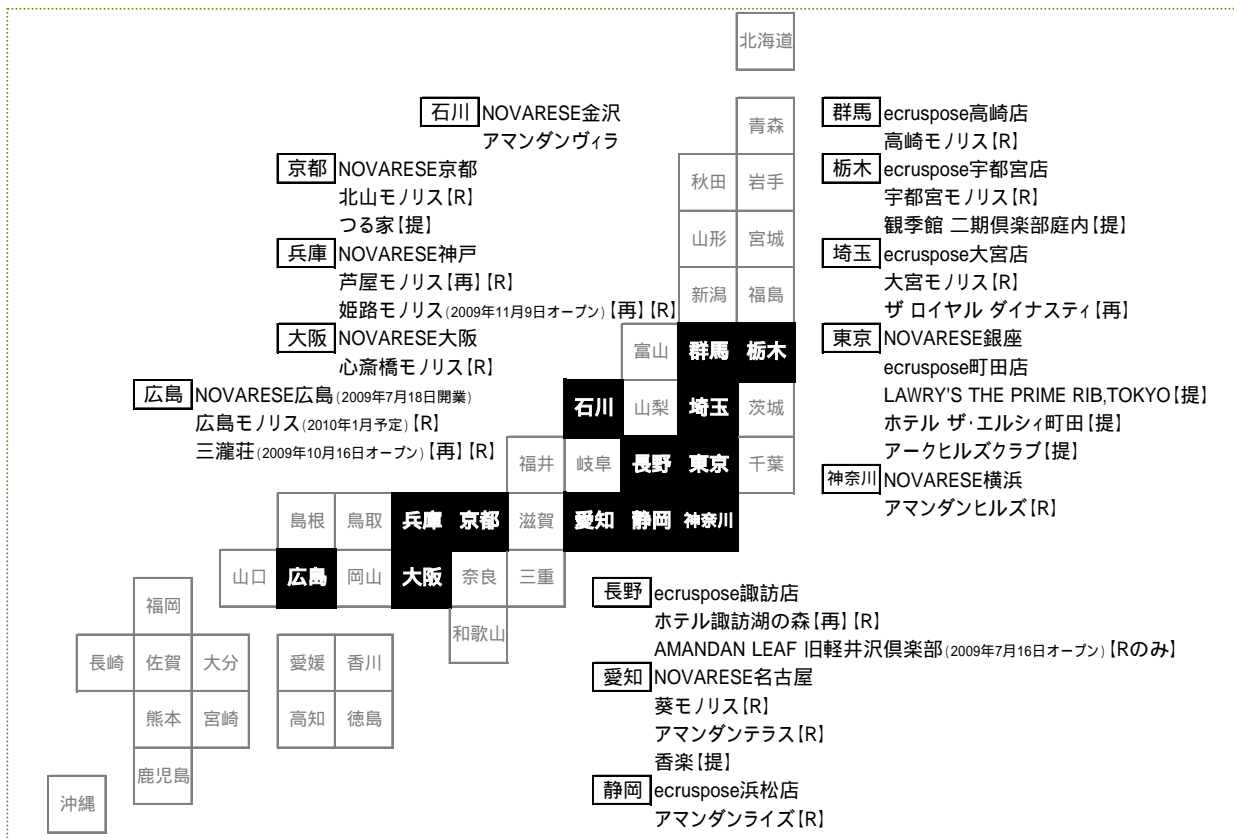 北海道
石川 NOVARESE金沢
アマンダンヴィラ
京都 NOVARESE京都
北山モノリス【R】
つる家【提】
兵庫 NOVARESE神戸
芦屋モノリス【再】【R】
姫路モノリス(2009年11月9日オープン)【再】【R】
大阪 NOVARESE大阪
心斎橋モノリス【R】
広島 NOVARESE広島(2009年7月18日開業)
広島モノリス(2010年1月予定)【R】
三瀧荘(2009年10月16日オープン)【再】【R】
群馬 ecruspose高崎店
高崎モノリス【R】
栃木 ecruspose宇都宮店
宇都宮モノリス【R】
観季館 二期倶楽部庭内【提】
埼玉 ecruspose大宮店
大宮モノリス【R】
ザ ロイヤル ダイナスティ【再】
東京 NOVARESE銀座
ecruspose町田店
LAWRY'S THE PRIME RIB,TOKYO【提】
ホテル ザ・エルシィ町田【提】
アークヒルズクラブ【提】
神奈川 NOVARESE横浜
アマンダンヒルズ【R】
青森
秋田 岩手
山形 宮城
新潟 福島
富山 群馬 栃木
石川 山梨 埼玉 茨城
福井 岐阜 長野 東京 千葉
島根 鳥取 兵庫 京都 滋賀 愛知 静岡 神奈川
山口 広島 岡山 大阪 奈良 三重
和歌山
福岡
長崎 佐賀 大分 愛媛 香川
熊本 宮崎 高知 徳島
鹿児島
沖縄
長野 ecruspose諏訪店
ホテル諏訪湖の森【再】【R】
AMANDAN LEAF 旧軽井沢倶楽部(2009年7月16日オープン)【Rのみ】
愛知 NOVARESE名古屋
葵モノリス【R】
アマンダンテラス【R】
香楽【提】
静岡 ecruspose浜松店
アマンダンライズ【R】